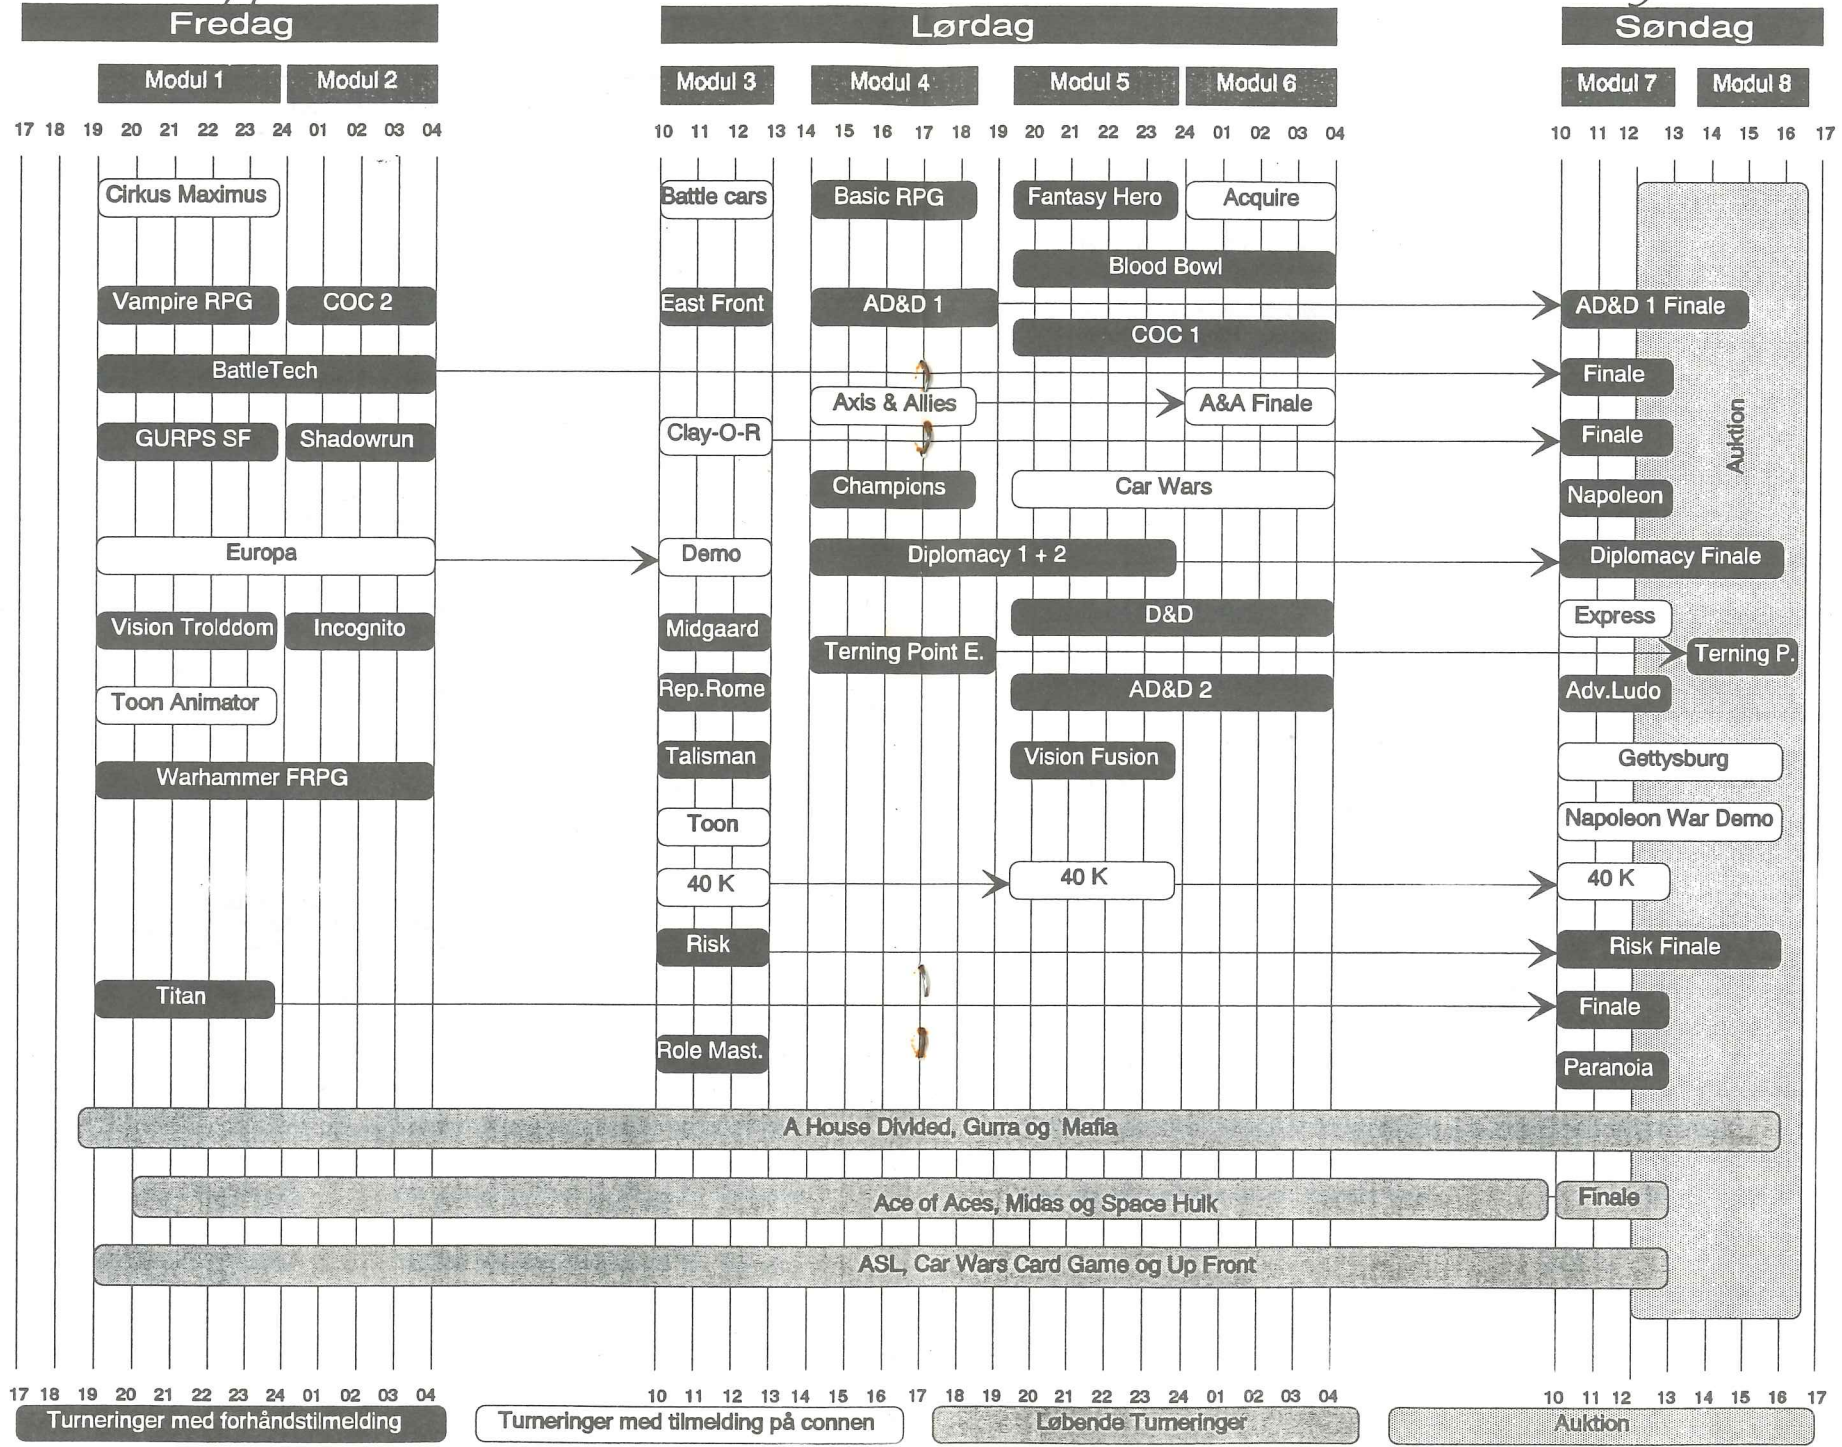 Fredag Lørdag Søndag
Modul 1 Modul 2 Modul 3 Modul 4 Modul 5 Modul 6 Modul 7 Modul 8
17 18 19 20 21 22 23 24 01 02 03 04 10 11 12 13 14 15 16 17 18 19 20 21 22 23 24 01 02 03 04 10 11 12 13 14 15 16 17
Cirkus Maximus Battle cars Basic RPG Fantasy Hero Acquire
Blood Bowl
Vampire RPG COC 2 East Front AD&D 1 AD&D 1 Finale
COC 1
BattleTech Finale
Axis & Allies A&A Finale
GURPS SF Shadowrun Clay-O-R Finale
Auktion
Champions Car Wars Napoleon
Europa Demo Diplomacy 1 + 2 Diplomacy Finale
D&D Express
Vision Trolddom Incognito Midgaard
Terning Point E. Terning P.
Toon Animator Rep.Rome AD&D 2 Adv.Ludo
Talisman Vision Fusion Gettysburg
Warhammer FRPG
Toon Napoleon War Demo
40 K 40 K 40 K
Risk Risk Finale
Titan Finale
Role Mast. Paranoia
A House Divided, Gurra og Mafia
Ace of Aces, Midas og Space Hulk Finale
ASL, Car Wars Card Game og Up Front
17 18 19 20 21 22 23 24 01 02 03 04 10 11 12 13 14 15 16 17 18 19 20 21 22 23 24 01 02 03 04 10 11 12 13 14 15 16 17
Turneringer med forhåndstilmelding Turneringer med tilmelding på connen Løbende Turneringer Auktion